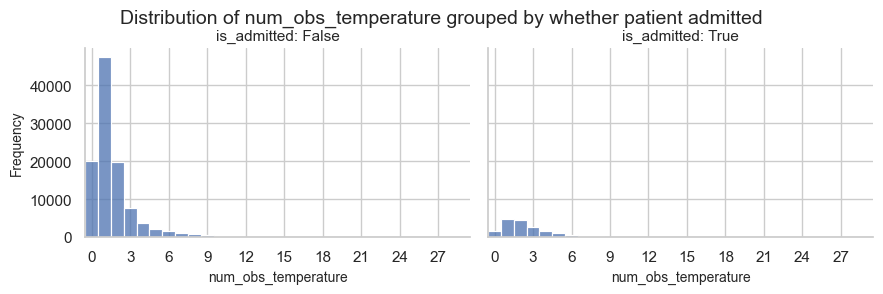 Distribution of num_obs_temperature grouped by whether patient admitted
is_admitted: False
is_admitted: True
Frequency
40000
30000
20000
10000
0
0 3 6 9 12 15 18 21 24 27
0 3 6 9 12 15 18 21 24 27
num_obs_temperature
num_obs_temperature